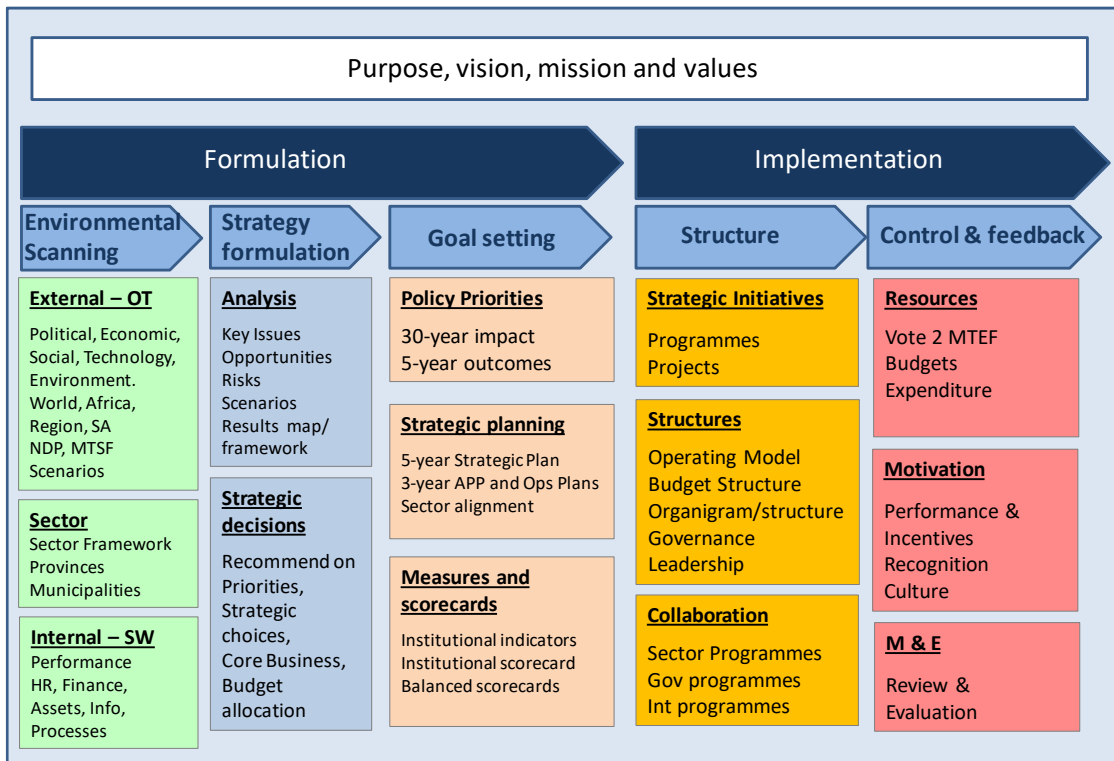 Purpose, vision, mission and values
Formulation
Implementation
Environmental
Scanning
Strategy
formulation
Goal setting
Structure
Control & feedback
External – OT
Political, Economic,
Social, Technology,
Environment.
World, Africa,
Region, SA
NDP, MTSF
Scenarios
Sector
Sector Framework
Provinces
Municipalities
Internal – SW
Performance
HR, Finance,
Assets, Info,
Processes
Analysis
Key Issues
Opportunities
Risks
Scenarios
Results map/
framework
Strategic
decisions
Recommend on
Priorities,
Strategic
choices,
Core Business,
Budget
allocation
Policy Priorities
30-year impact
5-year outcomes
Strategic planning
5-year Strategic Plan
3-year APP and Ops Plans
Sector alignment
Measures and
scorecards
Institutional indicators
Institutional scorecard
Balanced scorecards
Strategic Initiatives
Programmes
Projects
Structures
Operating Model
Budget Structure
Organigram/structure
Governance
Leadership
Collaboration
Sector Programmes
Gov programmes
Int programmes
Resources
Vote 2 MTEF
Budgets
Expenditure
Motivation
Performance &
Incentives
Recognition
Culture
M & E
Review &
Evaluation